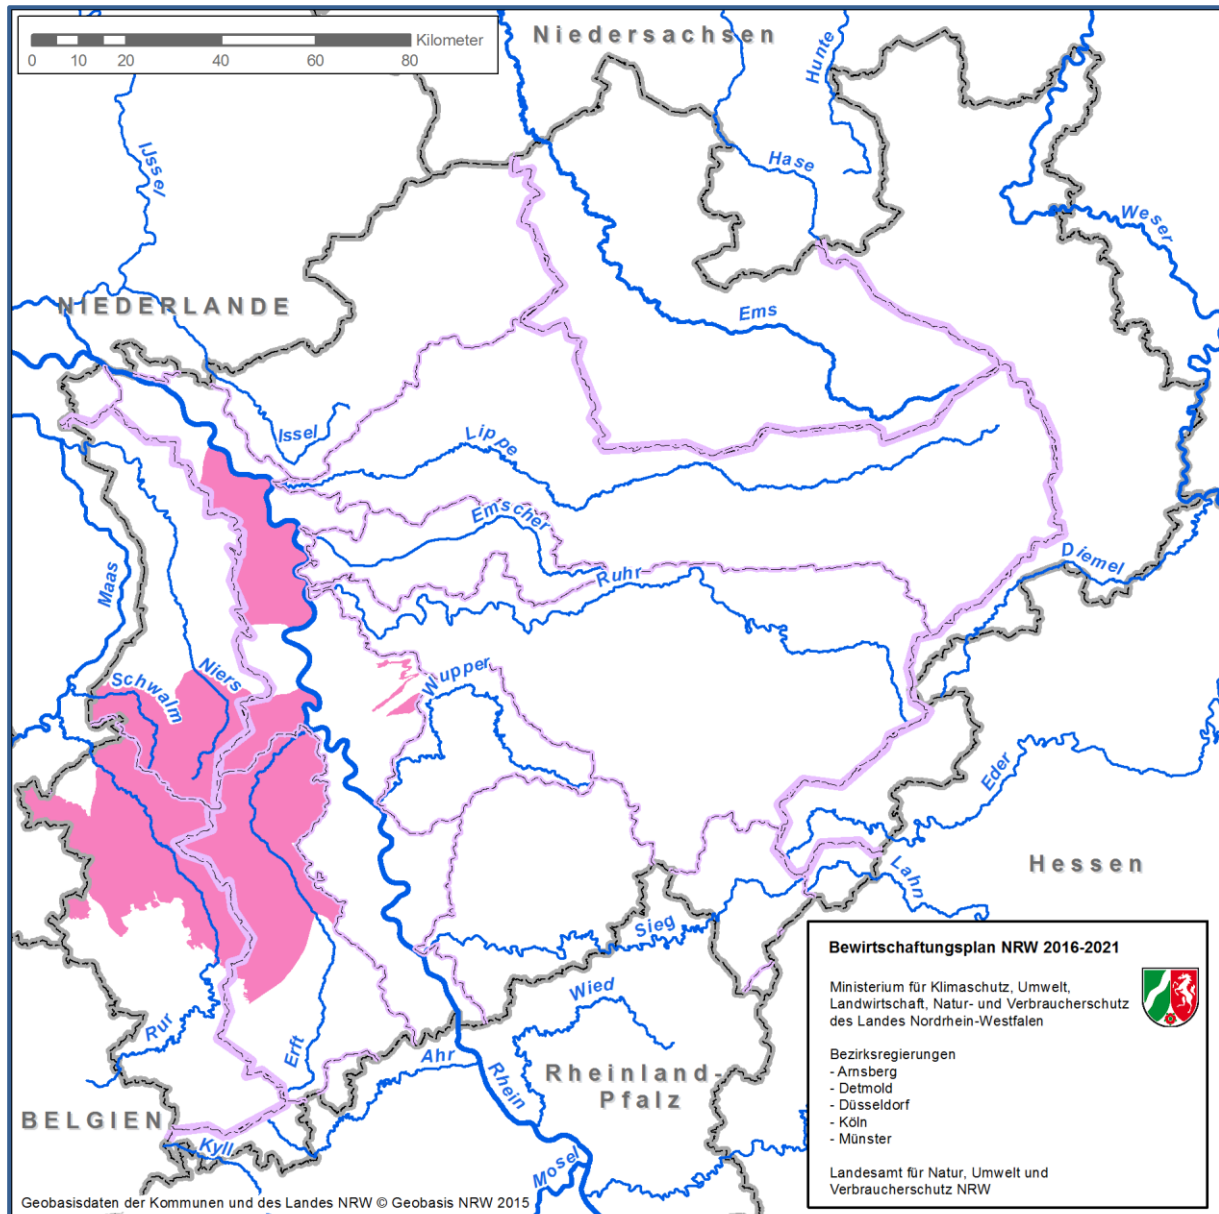 Kilometer
0 10 20 40 60 80
Niedersachsen
Hunte
IJssel
Hase
Weser
NIEDERLANDE
Ems
Issel
Lippe
Emscher
Diemel
Maas
Ruhr
Niers
Wupper
Schwalm
Eder
Hessen
Lahn
Sieg
Wied
Rur
Erft
Ahr
Rhein
Rheinland-
Pfalz
BELGIEN
Kyll
Mosel
Bewirtschaftungsplan NRW 2016-2021
Ministerium für Klimaschutz, Umwelt,
Landwirtschaft, Natur- und Verbraucherschutz
des Landes Nordrhein-Westfalen
Bezirksregierungen
- Arnsberg
- Detmold
- Düsseldorf
- Köln
- Münster
Landesamt für Natur, Umwelt und
Verbraucherschutz NRW
Geobasisdaten der Kommunen und des Landes NRW © Geobasis NRW 2015